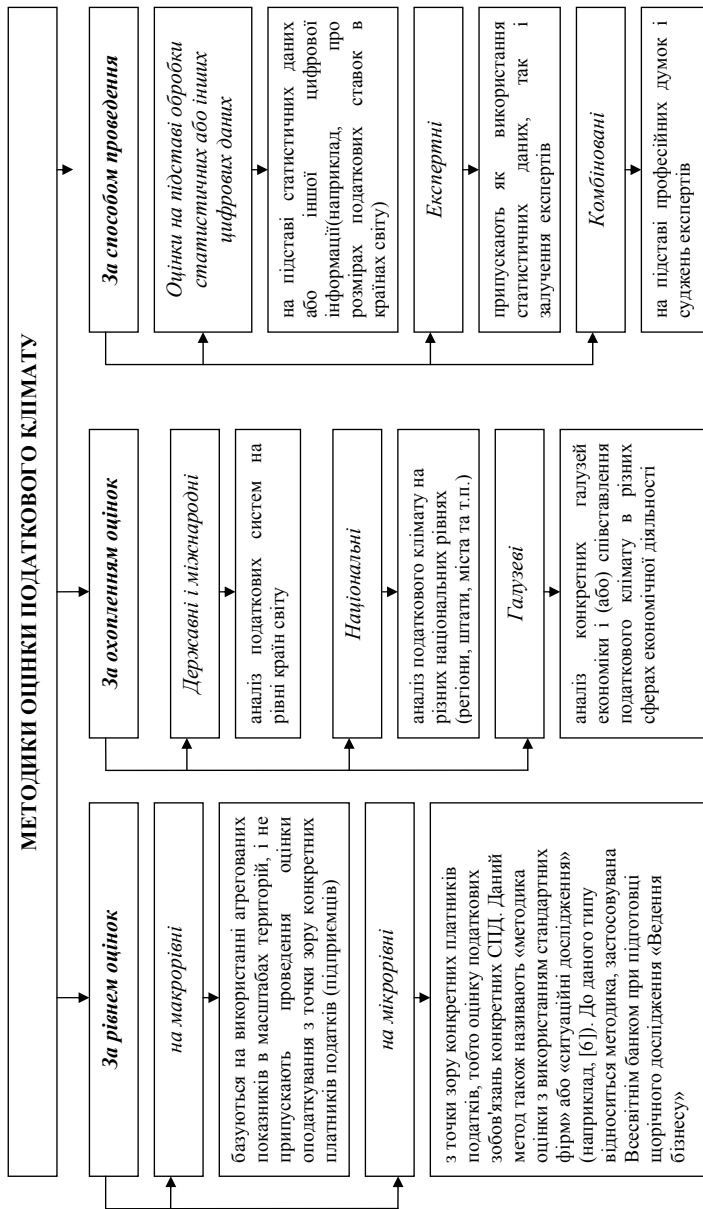 МЕТОДИКИ ОЦІНКИ ПОДАТКОВОГО КЛІМАТУ
За рівнем оцінок
на макрорівні
базуються на використанні агрегованих
показників в масштабах територій, і не
припускають проведення оцінки
оподаткування з точки зору конкретних
платників податків (підприємців)
на мікрорівні
з точки зору конкретних платників
податків, тобто оцінку податкових
зобов'язань конкретних СПД. Даний
метод також називають «методика
оцінки з використанням стандартних
фірм» або «ситуаційні дослідження»
(наприклад, [6]). До даного типу
відноситься методика, застосовувана
Всесвітнім банком при підготовці
щорічного дослідження «Ведення
бізнесу»
За охопленням оцінок
Державні і міжнародні
аналіз податкових систем на
рівні країн світу
Національні
аналіз податкового клімату на
різних національних рівнях
(регіони, штати, міста та т.п.)
Галузеві
аналіз конкретних галузей
економіки і (або) співставлення
податкового клімату в різних
сферах економічної діяльності
За способом проведення
Оцінки на підставі обробки
статистичних або інших
цифрових даних
на підставі статистичних даних
або іншої цифрової
інформації(наприклад, про
розмірах податкових ставок в
країнах світу)
Експертні
припускають як використання
статистичних даних, так і
залучення експертів
Комбіновані
на підставі професійних думок і
суджень експертів